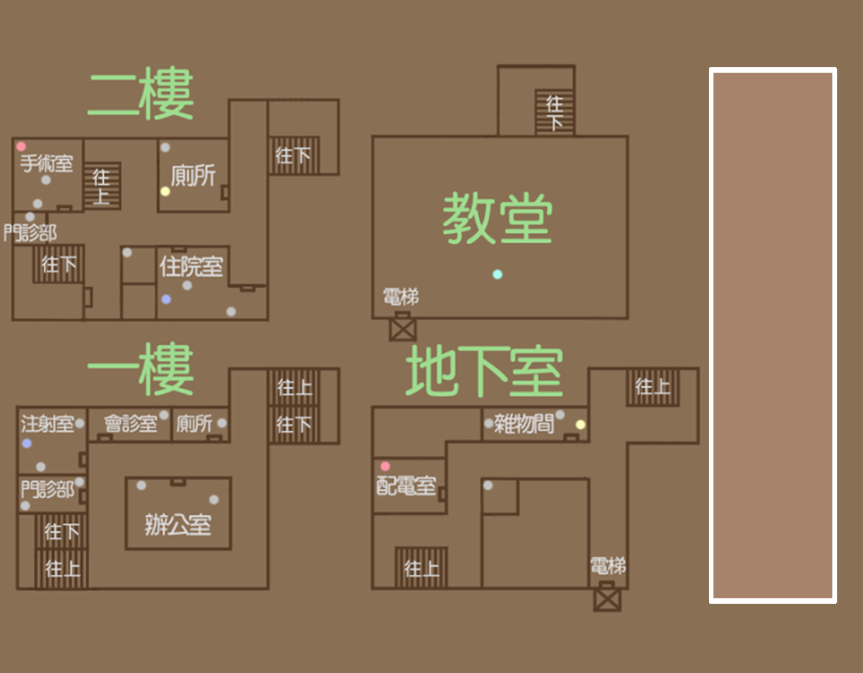 二樓
往下
手術室
往上
廁所
門診部
往下
住院室
往下
教堂
電梯
一樓
往上
注射室
會診室
廁所
往下
門診部
辦公室
往下
往上
地下室
往上
雜物間
配電室
往上
電梯